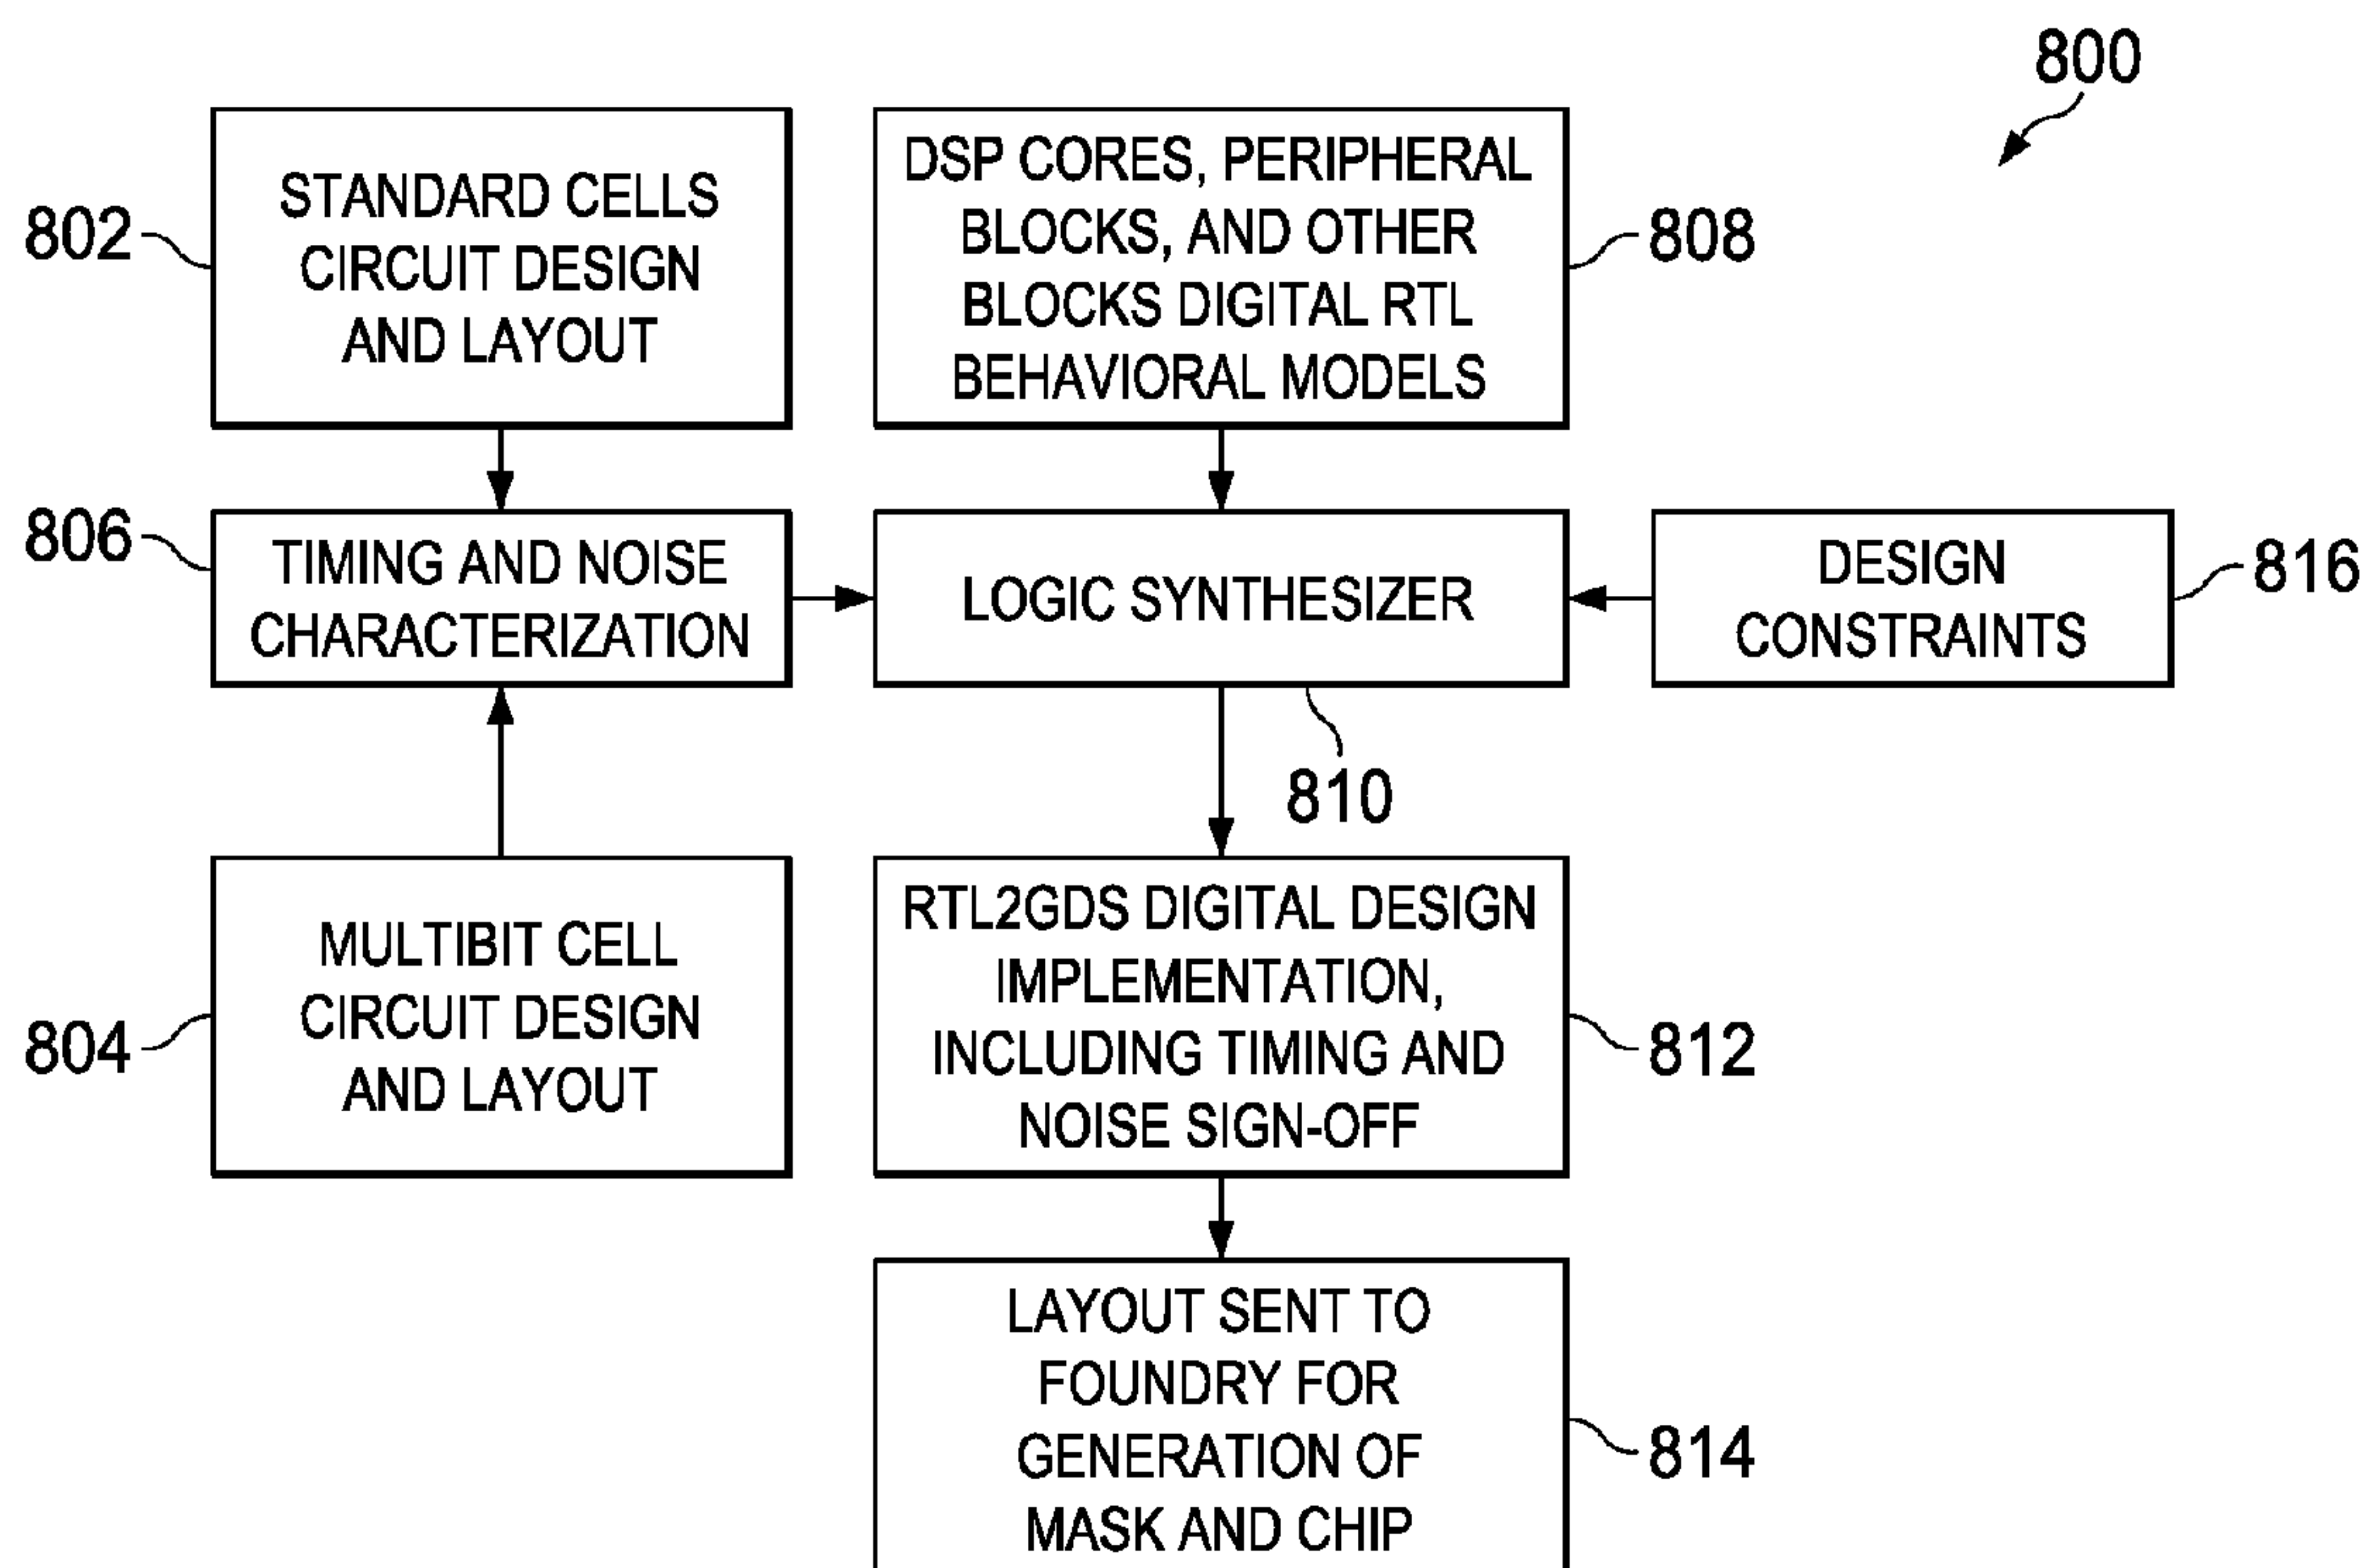 800
802
STANDARD CELLS
CIRCUIT DESIGN
AND LAYOUT
DSP CORES, PERIPHERAL
BLOCKS, AND OTHER
BLOCKS DIGITAL RTL
BEHAVIORAL MODELS
808
806
TIMING AND NOISE
CHARACTERIZATION
LOGIC SYNTHESIZER
810
DESIGN
CONSTRAINTS
816
804
MULTIBIT CELL
CIRCUIT DESIGN
AND LAYOUT
RTL2GDS DIGITAL DESIGN
IMPLEMENTATION,
INCLUDING TIMING AND
NOISE SIGN-OFF
812
LAYOUT SENT TO
FOUNDRY FOR
GENERATION OF
MASK AND CHIP
814